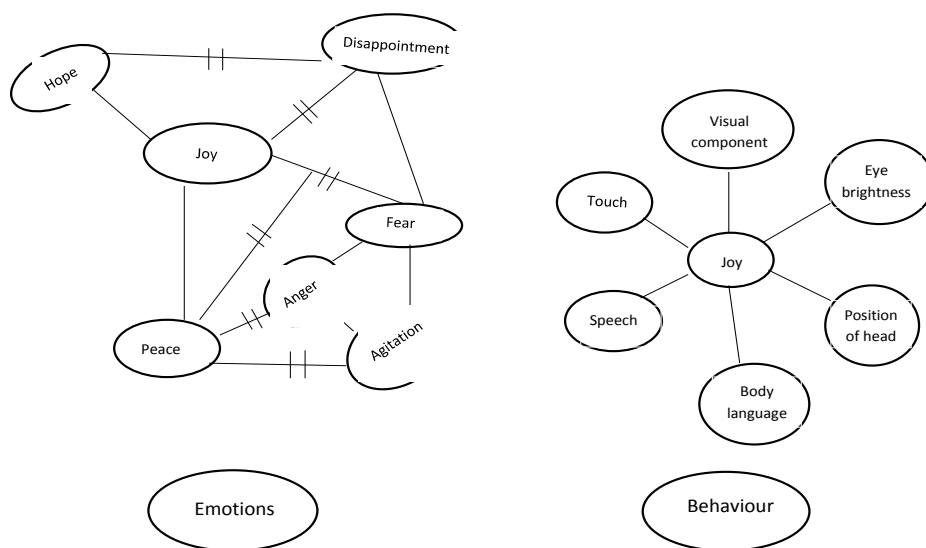 Hope
Disappointment
Joy
Fear
Anger
Agitation
Peace
Emotions
Visual
component
Eye
brightness
Touch
Joy
Speech
Position
of head
Body
language
Behaviour